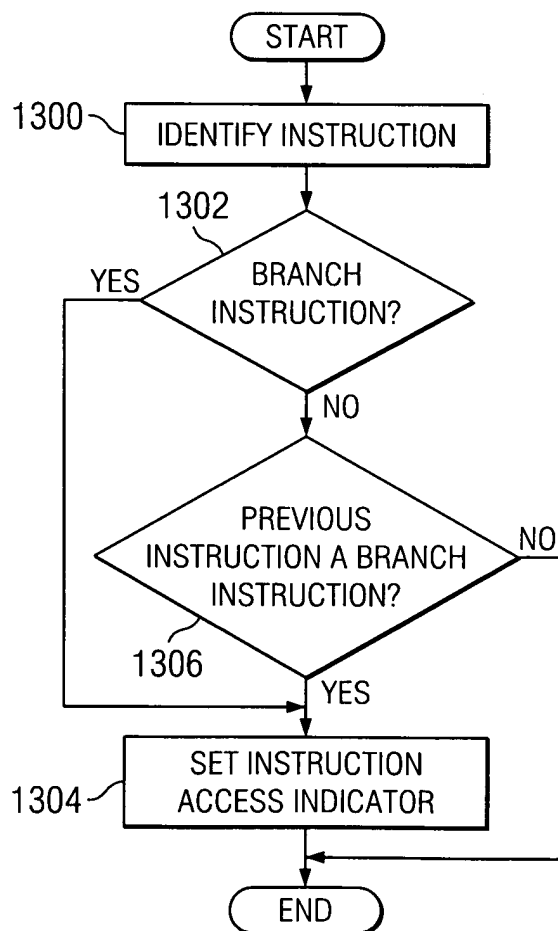 START
1300
IDENTIFY INSTRUCTION
1302
YES
BRANCH
INSTRUCTION?
NO
PREVIOUS
INSTRUCTION A BRANCH
INSTRUCTION?
NO
1306
YES
1304
SET INSTRUCTION
ACCESS INDICATOR
END